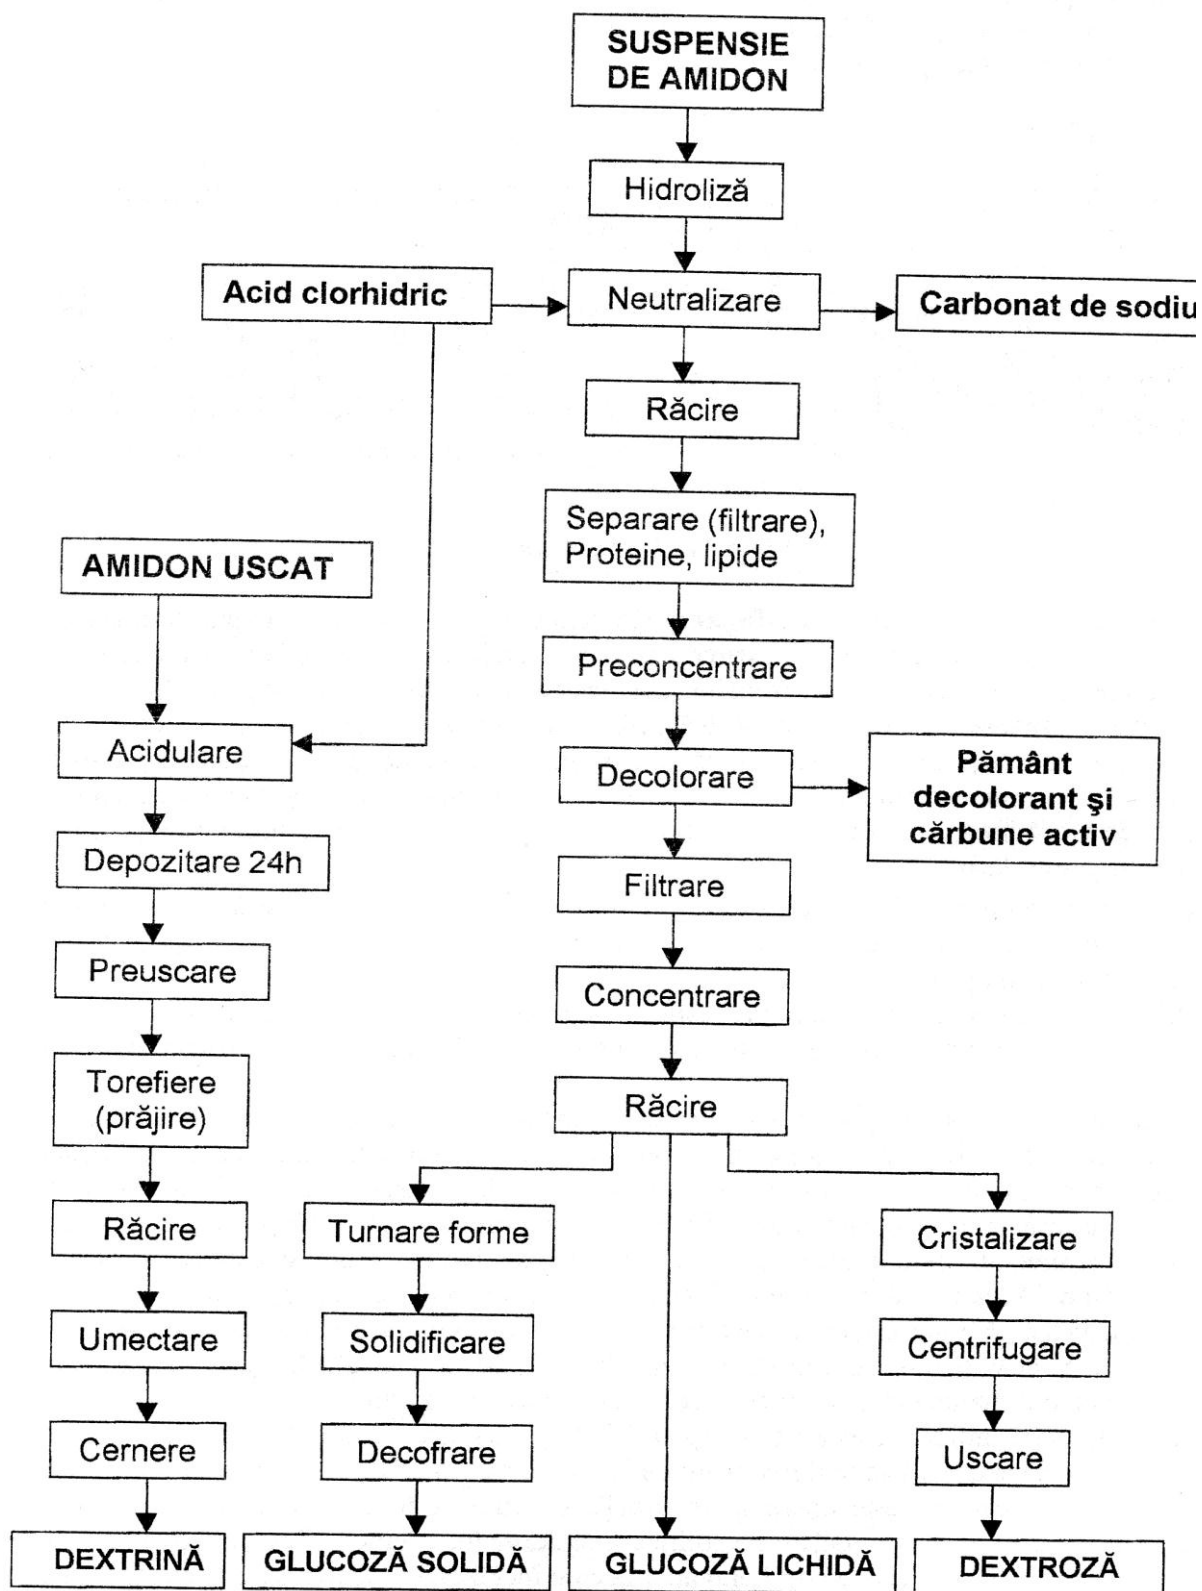 SUSPENSIE
DE AMIDON
Hidroliză
Acid clorhidric
Neutralizare
Carbonat de sodiu
Răcire
Separare (filtrare),
Proteine, lipide
AMIDON USCAT
Preconcentrare
Acidulare
Decolorare
Pământ
decolorant şi
cărbune activ
Depozitare 24h
Filtrare
Preuscare
Concentrare
Torefiere
(prăjire)
Răcire
Răcire
Turnare forme
Cristalizare
Umectare
Solidificare
Centrifugare
Cernere
Decofrare
Uscare
DEXTRINĂ
GLUCOZĂ SOLIDĂ
GLUCOZĂ LICHIDĂ
DEXTROZĂ